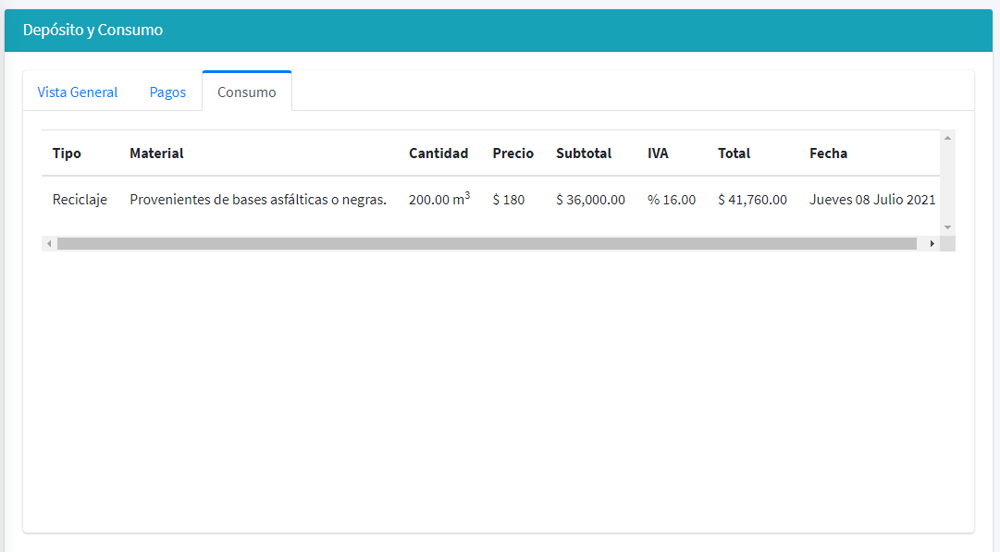 Depósito y Consumo
Vista General Pagos Consumo
Tipo Material Cantidad Precio Subtotal IVA Total Fecha
Reciclaje Provenientes de bases asfálticas o negras. 200.00 m³ $ 180 $ 36,000.00 % 16.00 $ 41,760.00 Jueves 08 Julio 2021